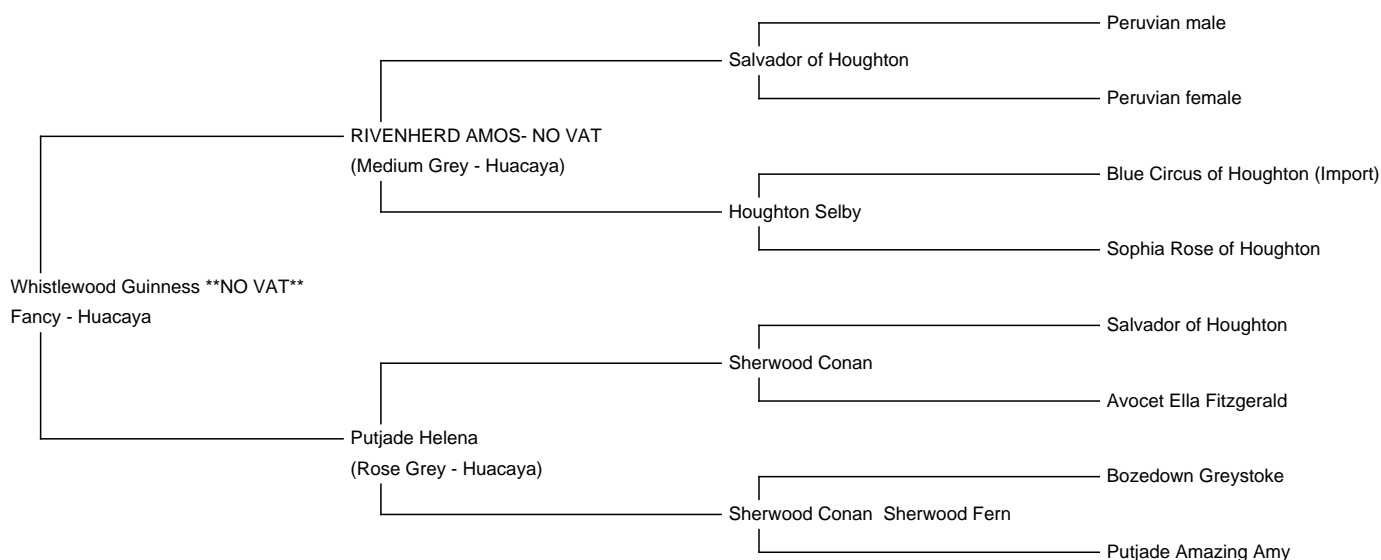 Peruvian male
Salvador of Houghton
Peruvian female
RIVENHERD AMOS- NO VAT
(Medium Grey - Huacaya)
Blue Circus of Houghton (Import)
Houghton Selby
Sophia Rose of Houghton
Whistlewood Guinness **NO VAT**
Fancy - Huacaya
Salvador of Houghton
Sherwood Conan
Avocet Ella Fitzgerald
Putjade Helena
(Rose Grey - Huacaya)
Bozedown Greystoke
Sherwood Conan  Sherwood Fern
Putjade Amazing Amy